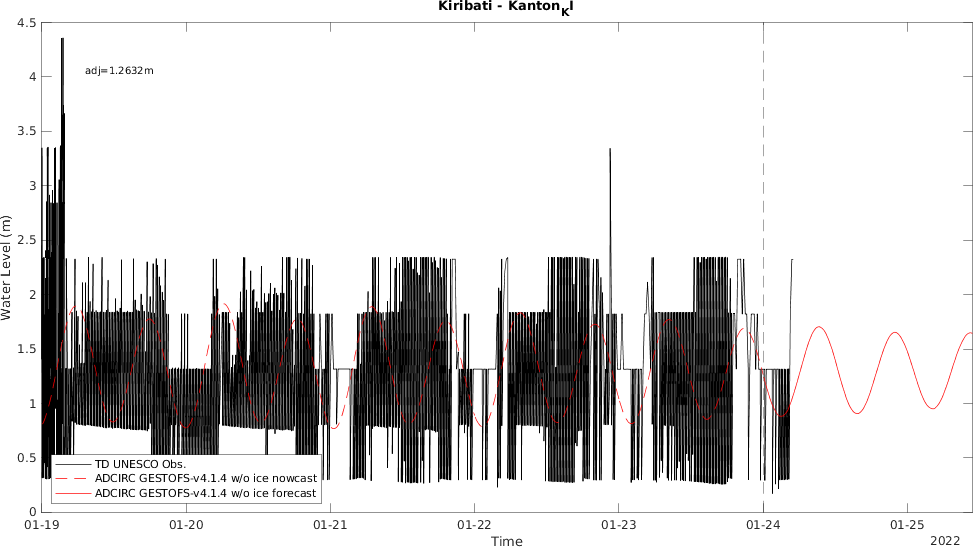 Kiribati - Kanton_KI
4.5
4
3.5
3
2.5
2
1.5
1
0.5
0
Water Level (m)
adj=1.2632m
TD UNESCO Obs.
ADCIRC GESTOFS-v4.1.4 w/o ice nowcast
ADCIRC GESTOFS-v4.1.4 w/o ice forecast
01-19 01-20 01-21 01-22 01-23 01-24 01-25
Time
2022